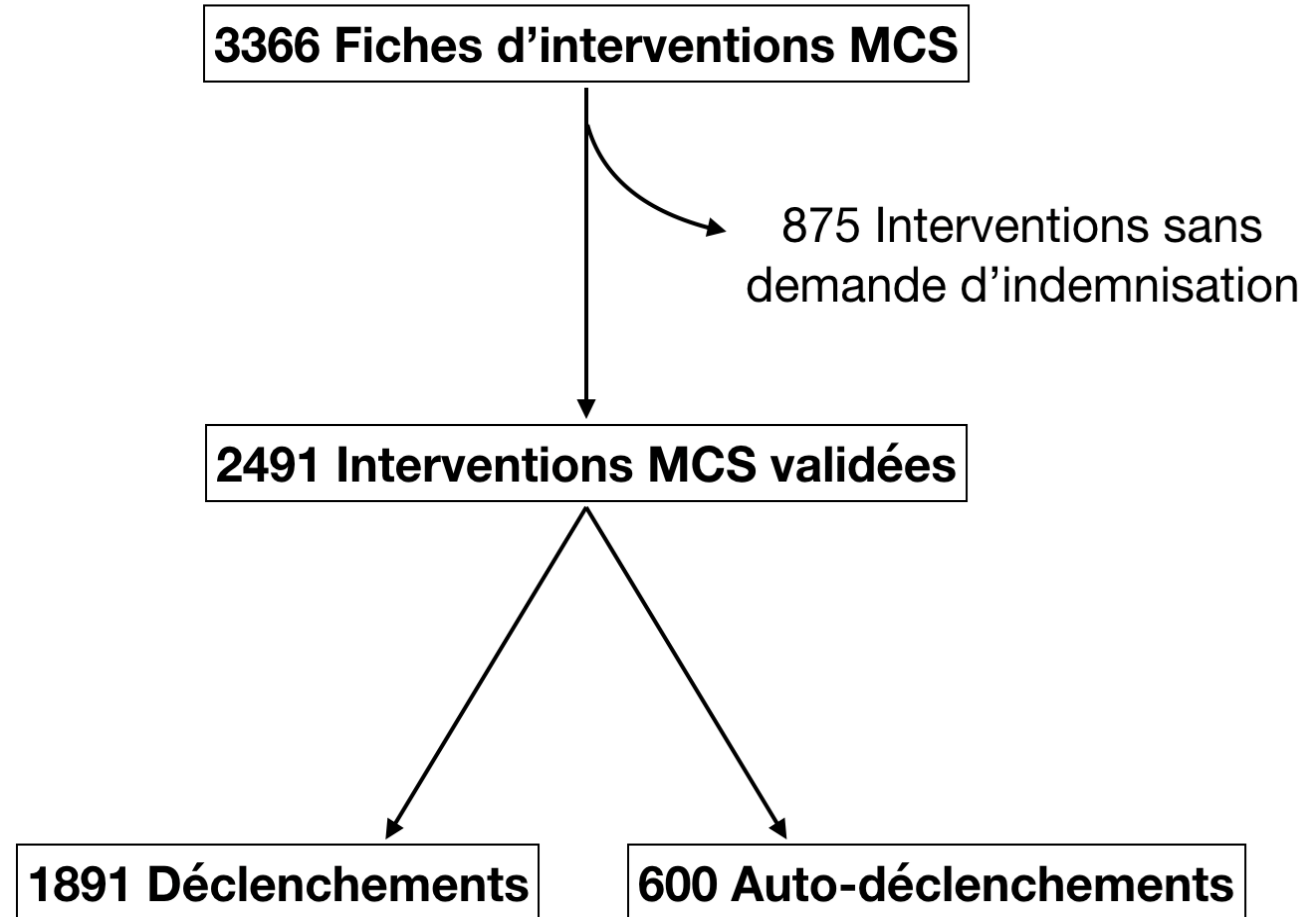 3366 Fiches d’interventions MCS
875 Interventions sans
demande d’indemnisation
2491 Interventions MCS validées
1891 Déclenchements
600 Auto-déclenchements